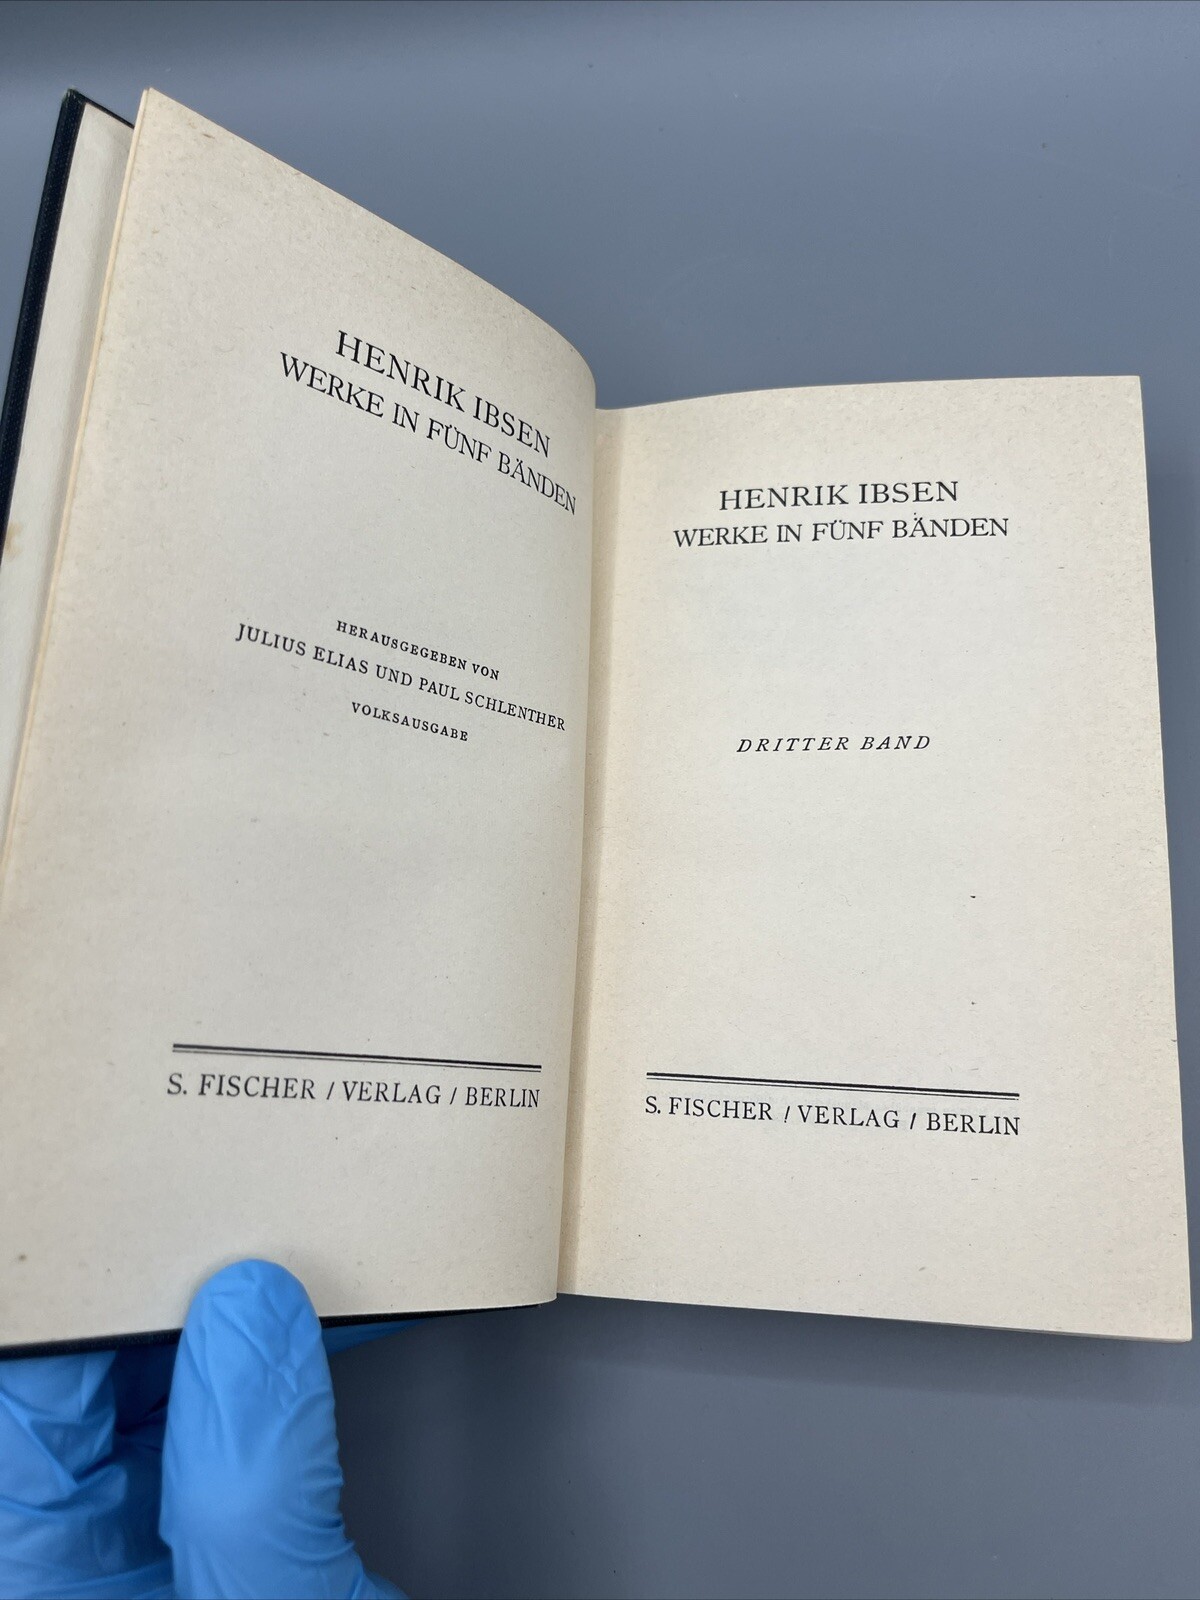 HENRIK IBSEN
WERKE IN FÜNF BÄNDEN
HERAUSGEGEBEN VON
JULIUS ELIAS UND PAUL SCHLENTHER
VOLKSAUSGABE
S. FISCHER / VERLAG / BERLIN
HENRIK IBSEN
WERKE IN FÜNF BÄNDEN
DRITTER BAND
S. FISCHER / VERLAG / BERLIN